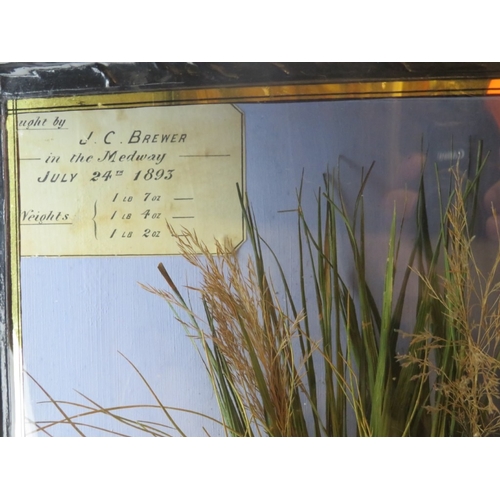 ught by
J. C. BREWER
— in the Medway —
JULY 24TH 1893
1 LB 7 OZ —
Weights { 1 LB 4 OZ —
1 LB 2 OZ